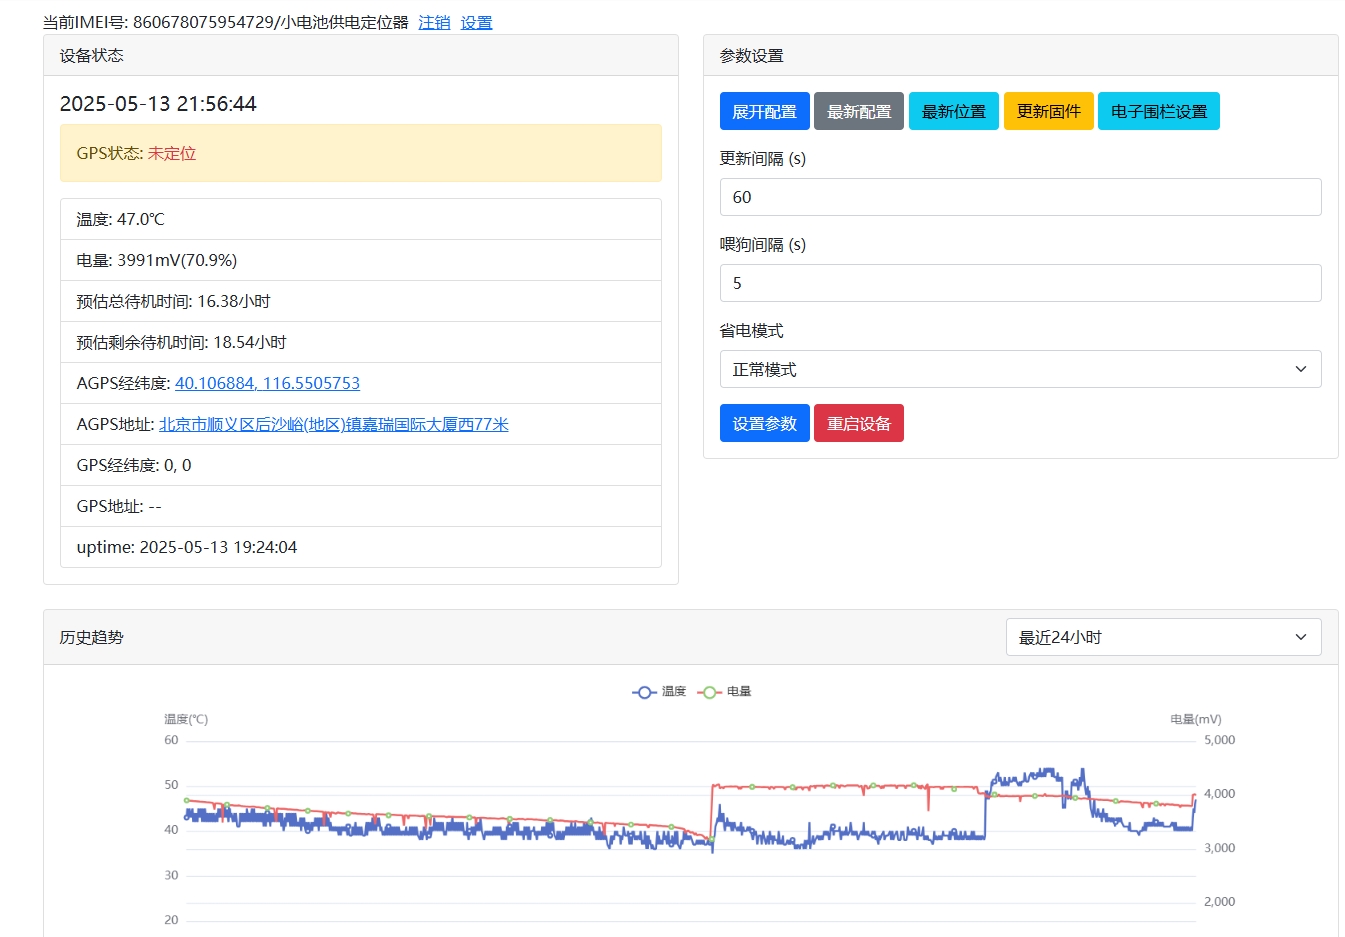 当前IMEI号: 860678075954729/小电池供电定位器 注销 设置
设备状态
2025-05-13 21:56:44
GPS状态: 未定位
温度: 47.0℃
电量: 3991mV(70.9%)
预估总待机时间: 16.38小时
预估剩余待机时间: 18.54小时
AGPS经纬度: 40.106884, 116.5505753
AGPS地址: 北京市顺义区后沙峪(地区)镇嘉瑞国际大厦西77米
GPS经纬度: 0, 0
GPS地址: --
uptime: 2025-05-13 19:24:04
参数设置
展开配置 最新配置 最新位置 更新固件 电子围栏设置
更新间隔 (s)
60
喂狗间隔 (s)
5
省电模式
正常模式
设置参数 重启设备
历史趋势 最近24小时
温度 电量
温度(℃) 电量(mV)
60 5,000
50 4,000
40
3,000
30
2,000
20